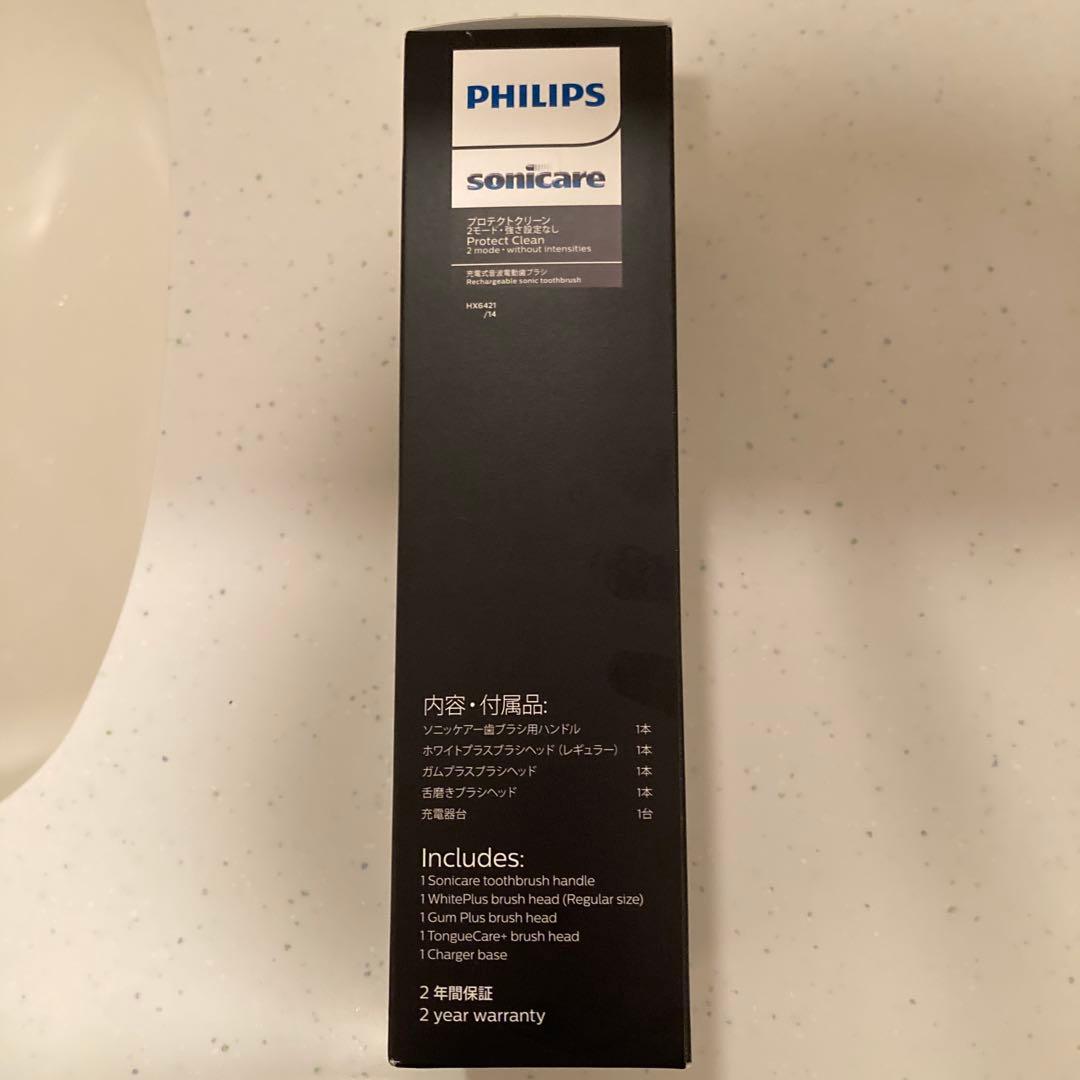 PHILIPS
sonicare
プロテクトクリーン
2モード・強さ設定なし
Protect Clean
2 mode・without intensities
充電式音波電動歯ブラシ
Rechargeable sonic toothbrush
HX6421
/14
内容・付属品:
ソニッケアー歯ブラシ用ハンドル 1本
ホワイトプラスブラシヘッド（レギュラー） 1本
ガムプラスブラシヘッド 1本
舌磨きブラシヘッド 1本
充電器台 1台
Includes:
1 Sonicare toothbrush handle
1 WhitePlus brush head (Regular size)
1 Gum Plus brush head
1 TongueCare+ brush head
1 Charger base
2 年間保証
2 year warranty